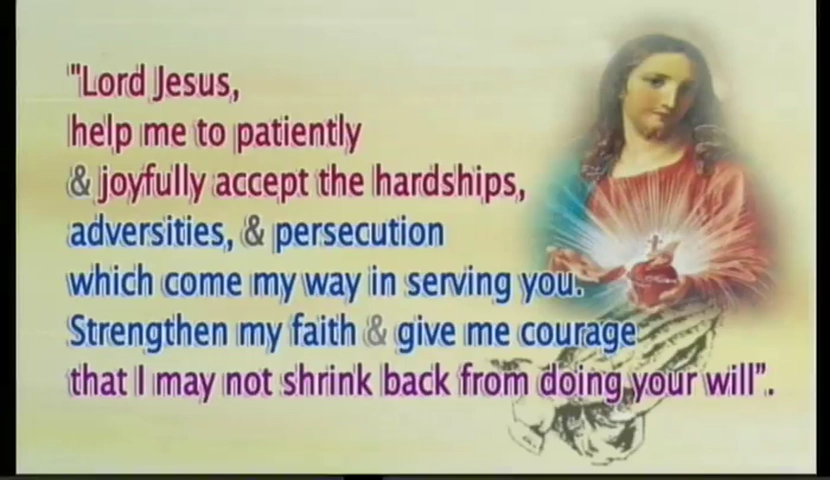 "Lord Jesus,
help me to patiently
& joyfully accept the hardships,
adversities, & persecution
which come my way in serving you.
Strengthen my faith & give me courage
that I may not shrink back from doing your will”.